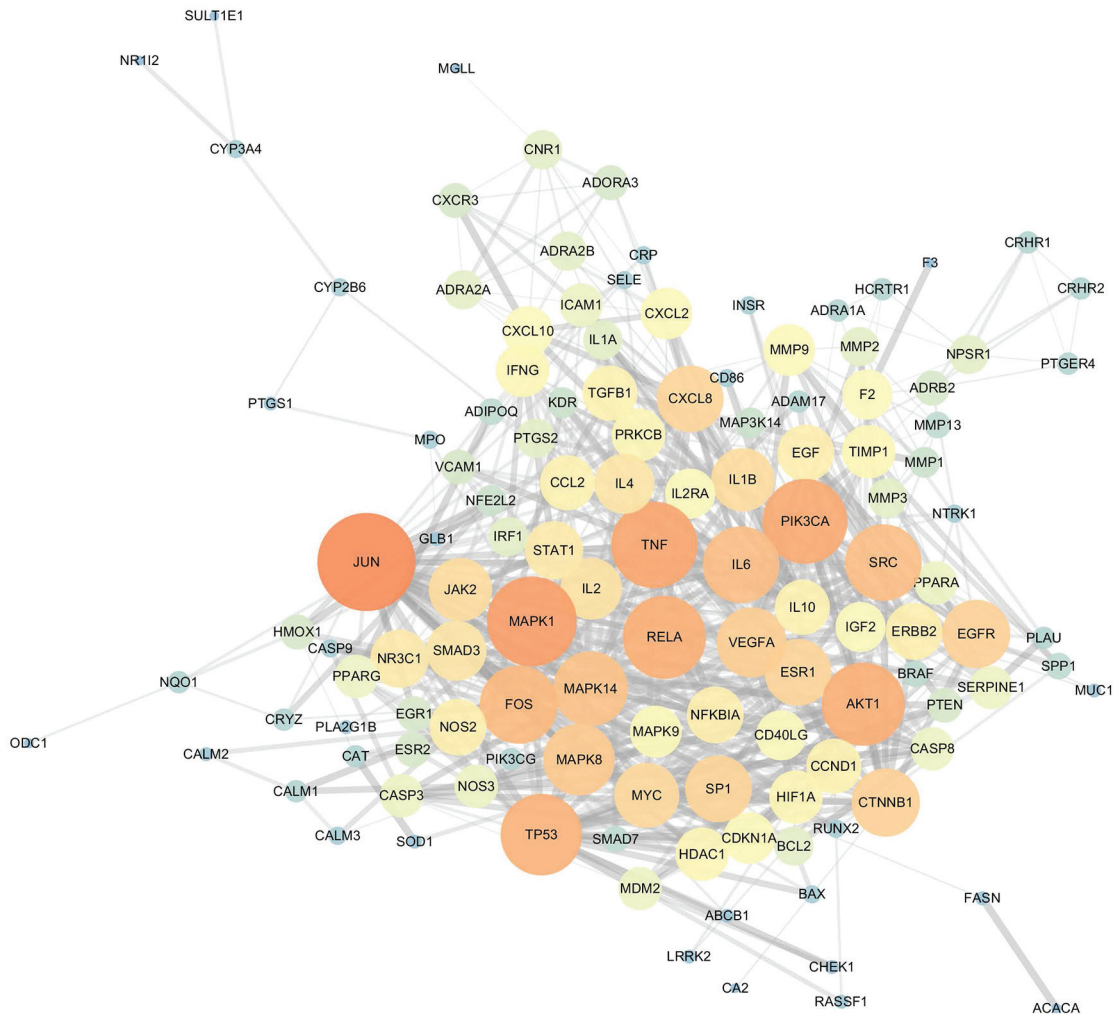 SULT1E1
NR1I2
MGLL
CYP3A4
CNR1
ADORA3
CXCR3
CRHR1
ADRA2B
CRP
F3
SELE
CYP2B6
ADRA2A
HCRTR1
CRHR2
ICAM1
INSR
ADRA1A
CXCL2
CXCL10
IL1A
MMP9
MMP2
NPSR1
PTGER4
IFNG
CD86
TGFB1
KDR
CXCL8
ADAM17
F2
ADRB2
PTGS1
ADIPOQ
MAP3K14
MMP13
MPO
PTGS2
PRKCB
VCAM1
EGF
TIMP1
MMP1
CCL2
IL4
IL1B
NFE2L2
IL2RA
MMP3
NTRK1
PIK3CA
GLB1
IRF1
STAT1
TNF
JUN
IL6
SRC
PPARA
JAK2
IL2
IL10
MAPK1
IGF2
HMOX1
RELA
VEGFA
ERBB2
EGFR
PLAU
CASP9
NR3C1
SMAD3
SPP1
PPARG
ESR1
BRAF
NQO1
MAPK14
SERPINE1
MUC1
FOS
AKT1
PTEN
CRYZ
EGR1
NFKBIA
PLA2G1B
NOS2
MAPK9
CD40LG
ODC1
CALM2
CAT
ESR2
PIK3CG
CASP8
MAPK8
CCND1
CALM1
CASP3
NOS3
MYC
SP1
HIF1A
CTNNB1
CALM3
SOD1
TP53
SMAD7
CDKN1A
RUNX2
BCL2
HDAC1
MDM2
BAX
FASN
ABCB1
LRRK2
CHEK1
CA2
RASSF1
ACACA